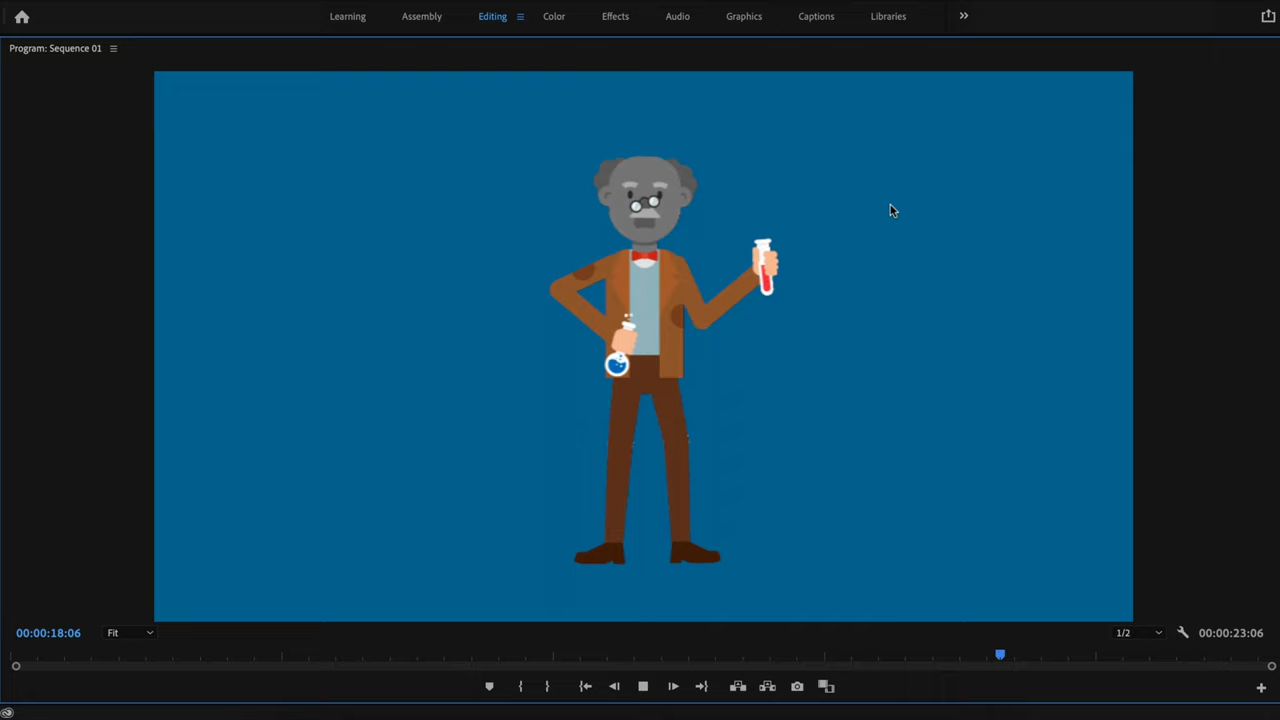 Learning Assembly Editing Color Effects Audio Graphics Captions Libraries
Program: Sequence 01
00:00:18:06 Fit 1/2 00:00:23:06